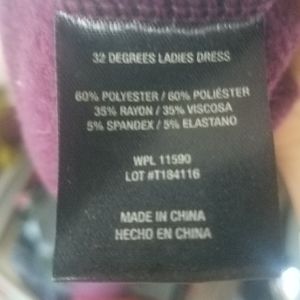 32 DEGREES LADIES DRESS
60% POLYESTER / 60% POLIÉSTER
35% RAYON / 35% VISCOSA
5% SPANDEX / 5% ELASTANO
WPL 11590
LOT #T184116
MADE IN CHINA
HECHO EN CHINA